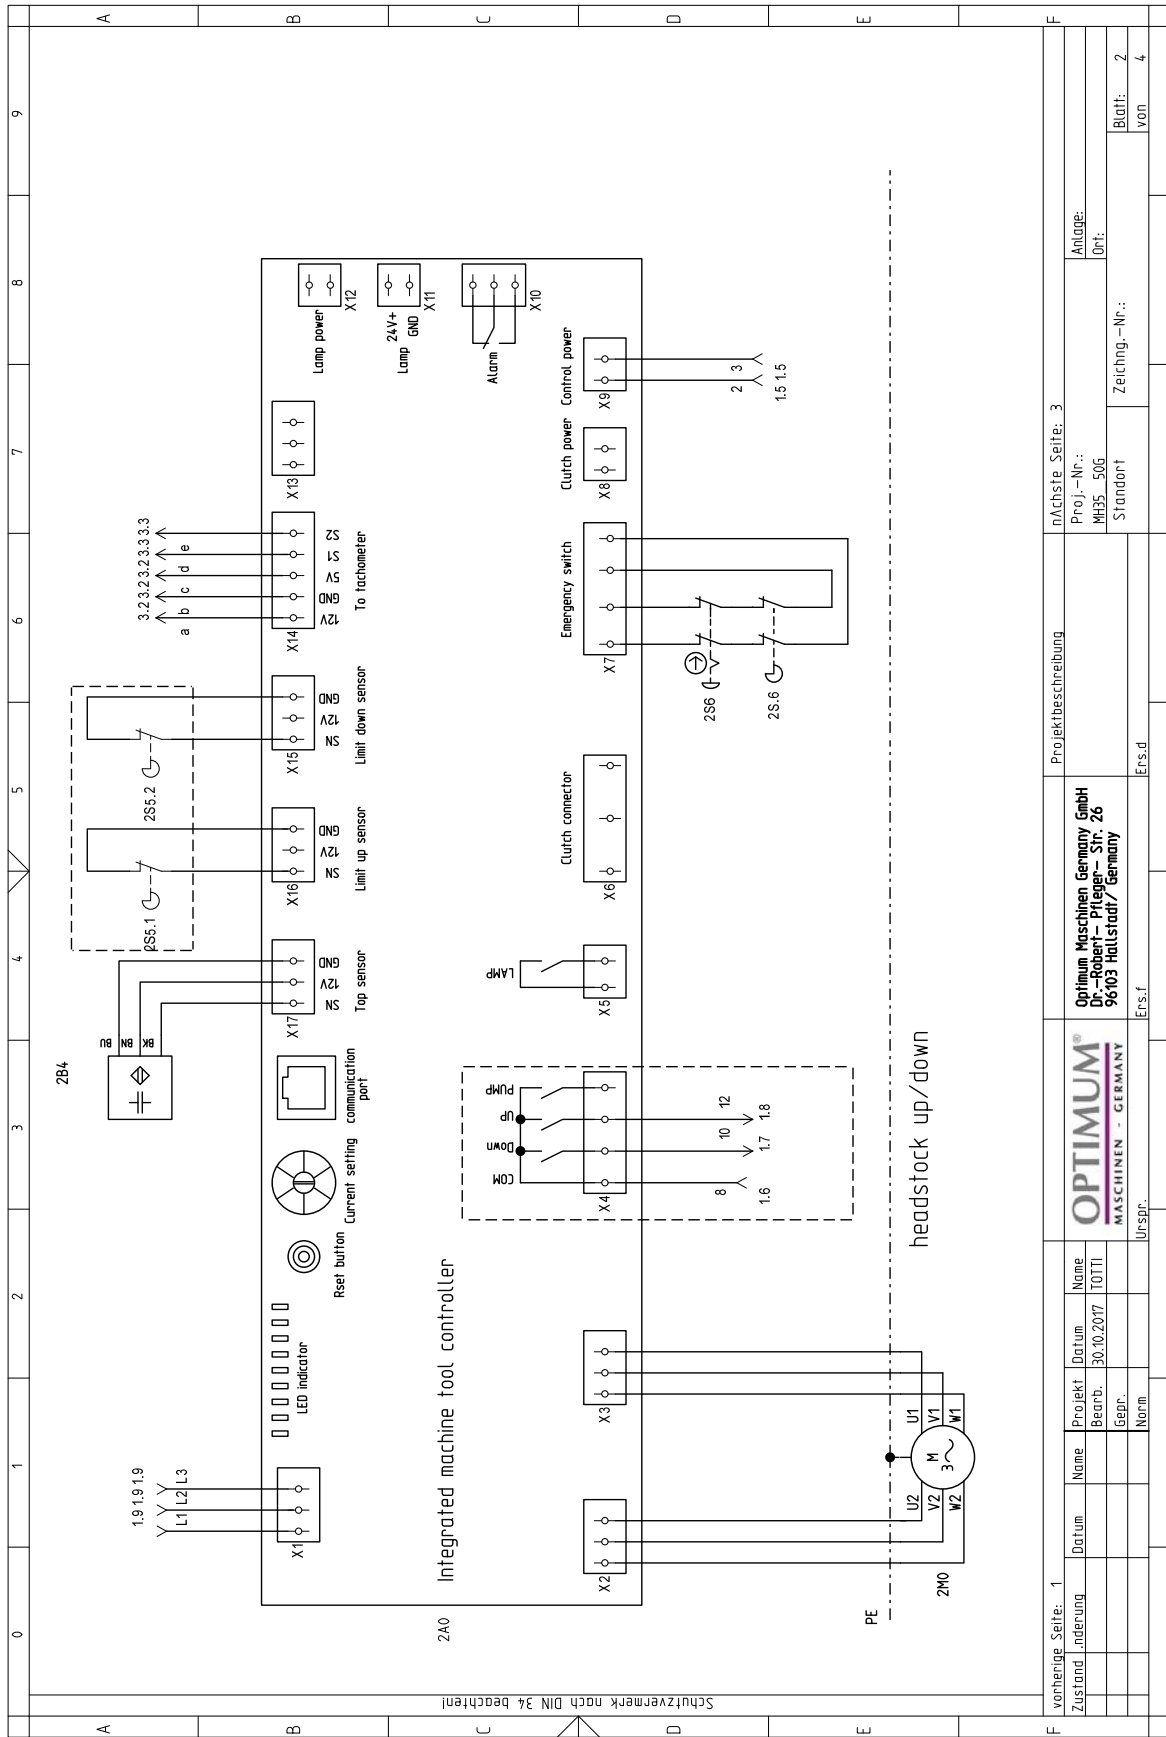 0 1 2 3 4 5 6 7 8 9
A
B
C
D
E
F
A
B
C
D
E
F
Schutzvermerk nach DIN 34 beachten!
1.9 1.9 1.9
L1 L2 L3
X1
LED indicator
Rset button
Current setting
communication
port
2B4
BU
BN
BK
X17
SN 12V GND
Top sensor
2S5.1
X16
SN 12V GND
Limit up sensor
2S5.2
X15
SN 12V GND
Limit down sensor
3.2 3.2 3.2 3.3 3.3
a b c d e
X14
12V GND 5V S1 S2
To tachometer
X13
Lamp power
X12
Lamp
24V+
GND
X11
Alarm
X10
2A0
Integrated machine tool controller
COM Down UP PUMP
X4
8
10
12
1.6
1.7
1.8
LAMP
X5
Clutch connector
X6
Emergency switch
X7
2S6
2S.6
Clutch power
X8
Control power
X9
2 3
1.5 1.5
X2
X3
PE
2M0
U2
V2
W2
M
3~
U1
V1
W1
headstock up/down
vorherige Seite: 1
Zustand
.nderung
Datum
Name
Projekt
Datum
Name
Bearb.
30.10.2017
TOTTI
Gepr.
Norm
Urspr.
OPTIMUM®
MASCHINEN - GERMANY
Optimum Maschinen Germany GmbH
Dr.-Robert- Pfleger- Str. 26
96103 Hallstadt/ Germany
Ers.f
Ers.d
Projektbeschreibung
nAchste Seite: 3
Proj.-Nr.:
MH35_50G
Standort
Zeichng.-Nr.:
Anlage:
Ort:
Blatt: 2
von 4